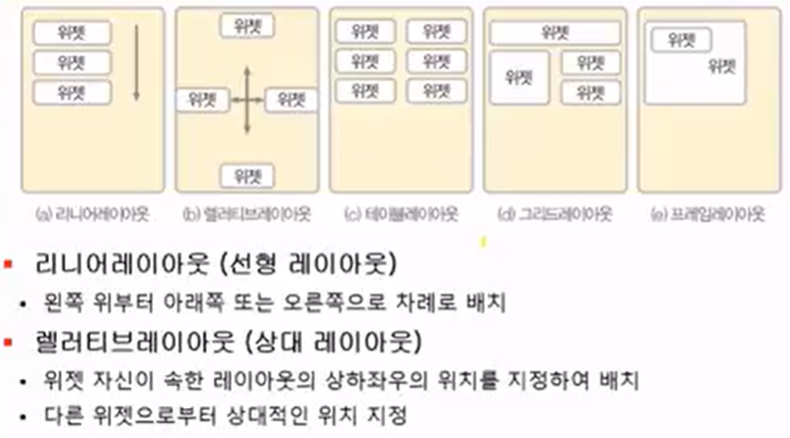 위젯
위젯
위젯
위젯
위젯 위젯
위젯
위젯 위젯
위젯 위젯
위젯 위젯
위젯
위젯 위젯
위젯
위젯
위젯
(a) 리니어레이아웃 (b) 렐러티브레이아웃 (c) 테이블레이아웃 (d) 그리드레이아웃 (e) 프레임레이아웃
▪ 리니어레이아웃 (선형 레이아웃)
• 왼쪽 위부터 아래쪽 또는 오른쪽으로 차례로 배치
▪ 렐러티브레이아웃 (상대 레이아웃)
• 위젯 자신이 속한 레이아웃의 상하좌우의 위치를 지정하여 배치
• 다른 위젯으로부터 상대적인 위치 지정